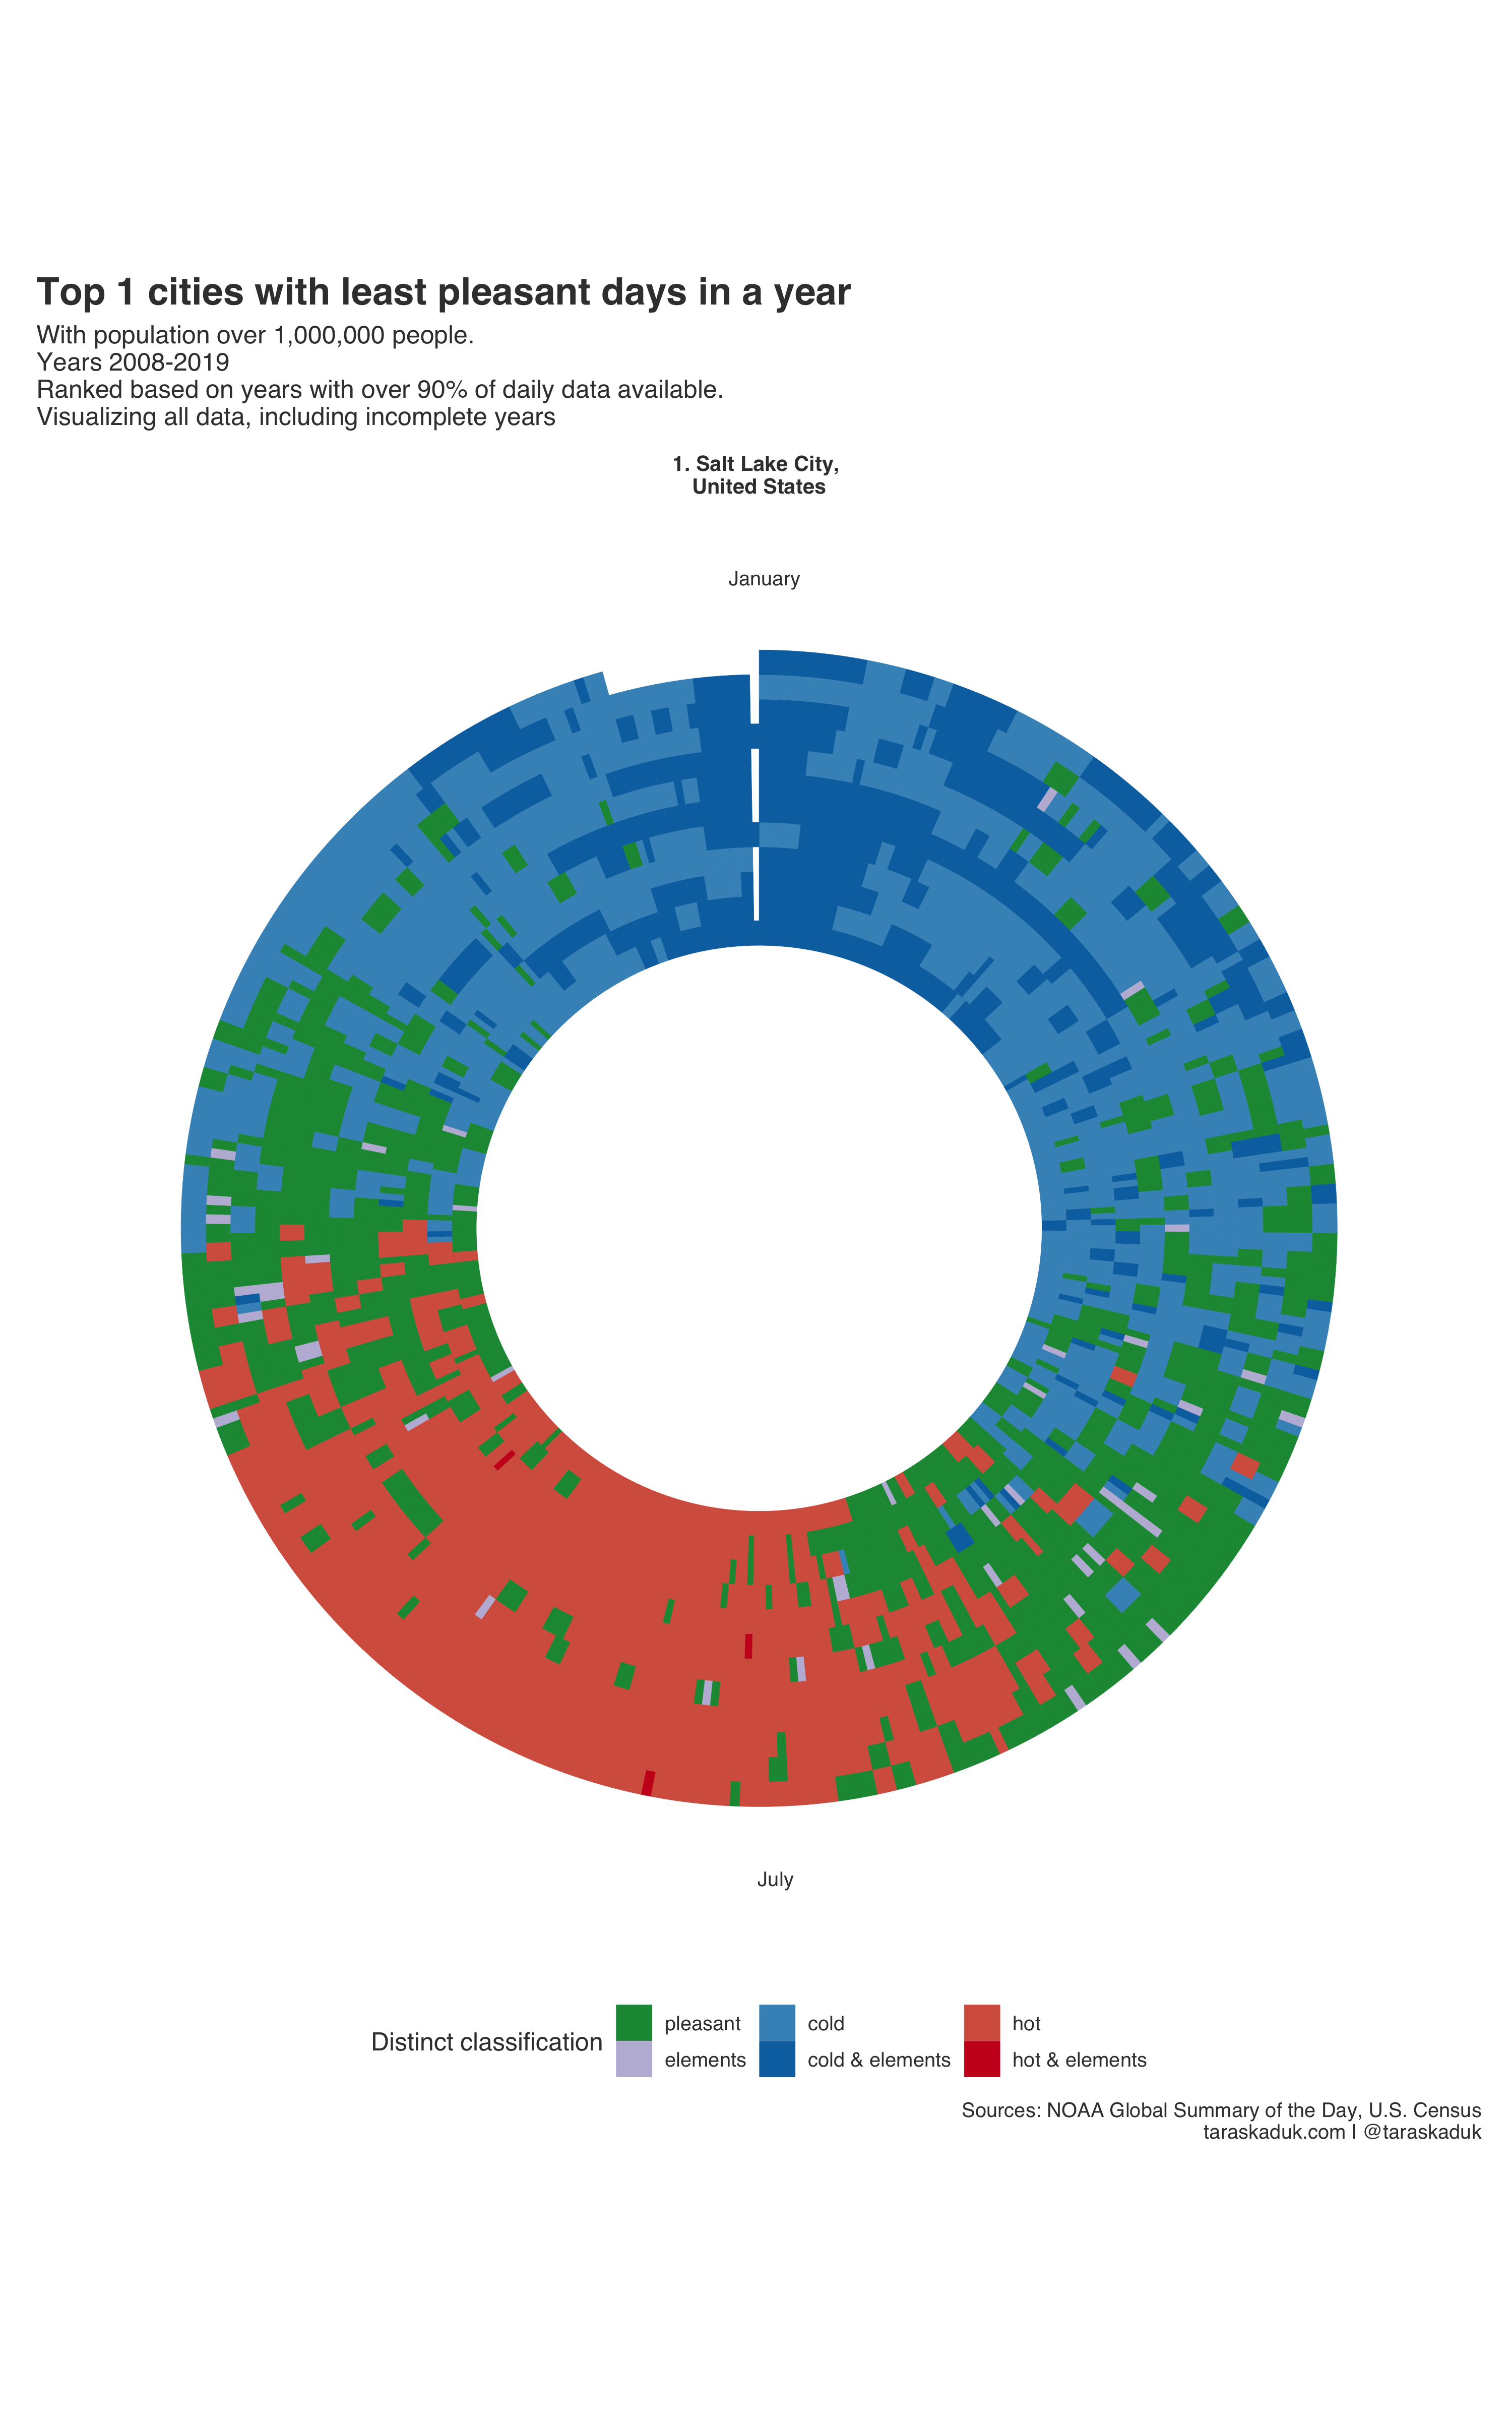 Top 1 cities with least pleasant days in a year
With population over 1,000,000 people.
Years 2008-2019
Ranked based on years with over 90% of daily data available.
Visualizing all data, including incomplete years
1. Salt Lake City,
United States
January
July
Distinct classification
pleasant
cold
hot
elements
cold & elements
hot & elements
Sources: NOAA Global Summary of the Day, U.S. Census
taraskaduk.com | @taraskaduk